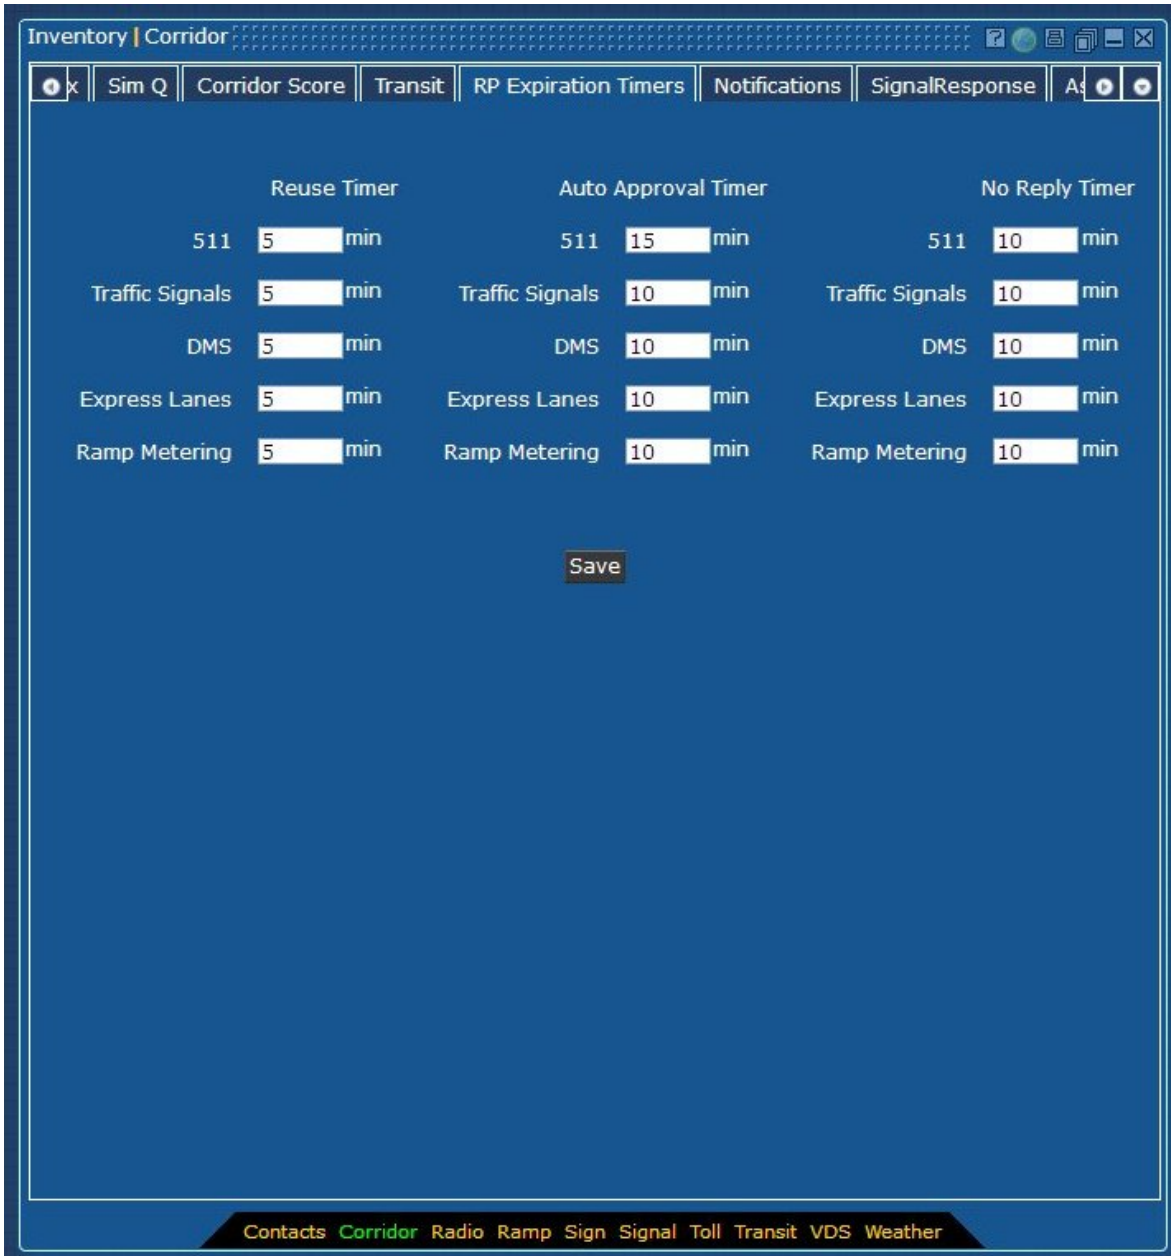 Inventory | Corridor ?
x Sim Q Corridor Score Transit RP Expiration Timers Notifications SignalResponse
Reuse Timer Auto Approval Timer No Reply Timer
511 5 min 511 15 min 511 10 min
Traffic Signals 5 min Traffic Signals 10 min Traffic Signals 10 min
DMS 5 min DMS 10 min DMS 10 min
Express Lanes 5 min Express Lanes 10 min Express Lanes 10 min
Ramp Metering 5 min Ramp Metering 10 min Ramp Metering 10 min
Save
Contacts Corridor Radio Ramp Sign Signal Toll Transit VDS Weather